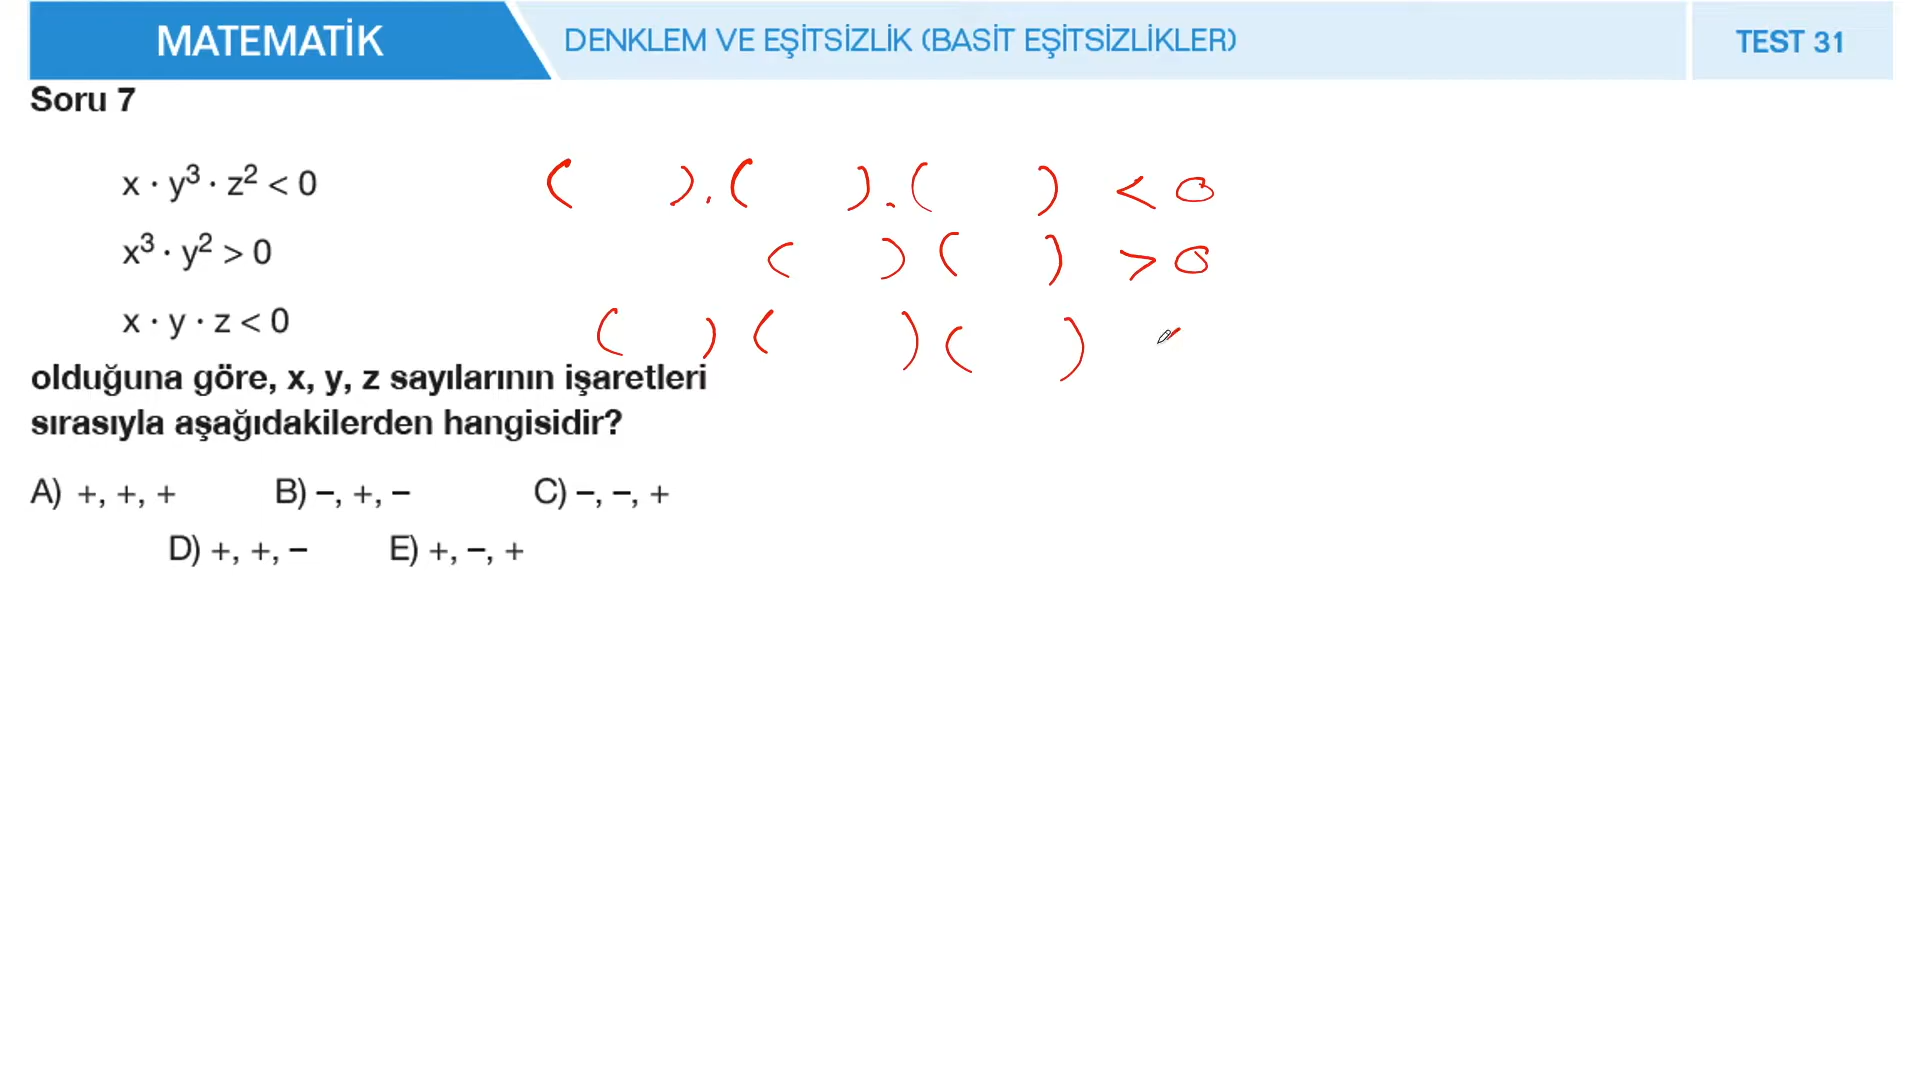 MATEMATİK
DENKLEM VE EŞİTSİZLİK (BASİT EŞİTSİZLİKLER)
TEST 31
Soru 7
x · y³ · z² < 0
( ).( ).( ) < 0
x³ · y² > 0
( )( ) > 0
x · y · z < 0
( )( )( )
olduğuna göre, x, y, z sayılarının işaretleri
sırasıyla aşağıdakilerden hangisidir?
A) +, +, + B) –, +, – C) –, –, +
D) +, +, – E) +, –, +